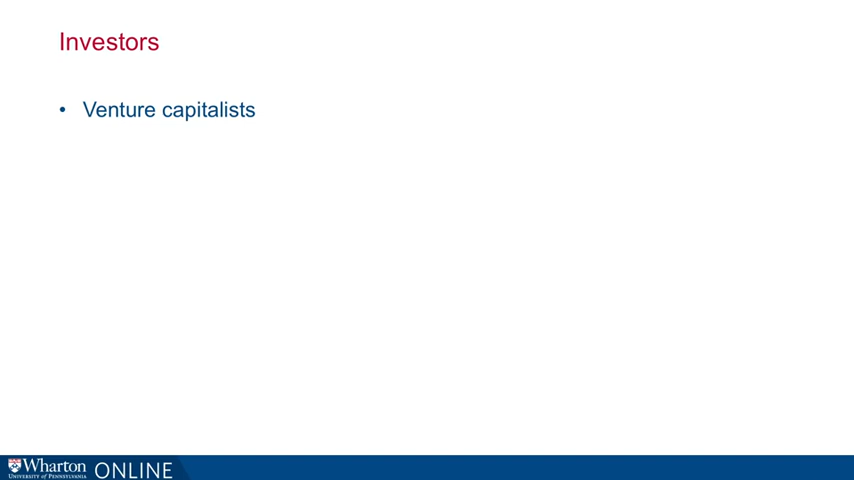 Investors
• Venture capitalists
Wharton
UNIVERSITY of PENNSYLVANIA
ONLINE